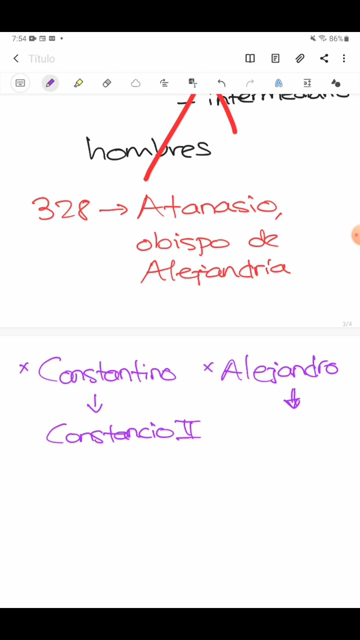 7:54 86%
Título
– intermediario
hombres
328 → Atanasio,
obispo de
Alejandría
3/4
× Constantino × Alejandro
↓ ↓
Constancio II